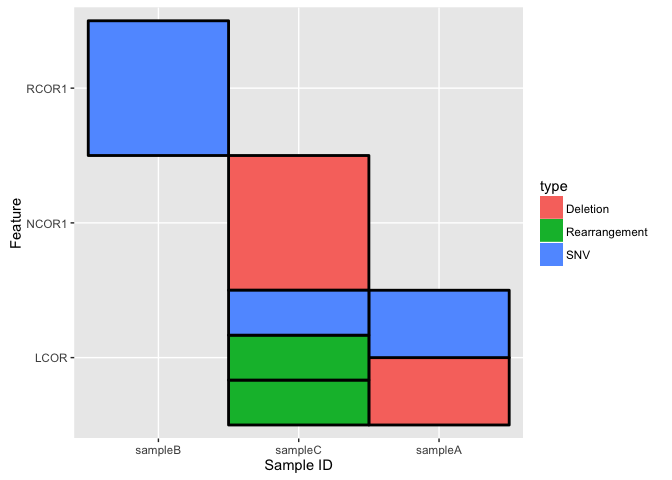 RCOR1
NCOR1
LCOR
Feature
sampleB
sampleC
sampleA
Sample ID
type
Deletion
Rearrangement
SNV